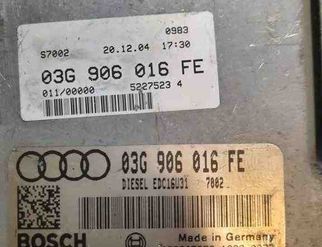 0983
S7002 20.12.04 17:30
03G 906 016 FE
011/00000 5227523 4
03G 906 016 FE
DIESEL EDC16U31 7802
BOSCH Made in Germany